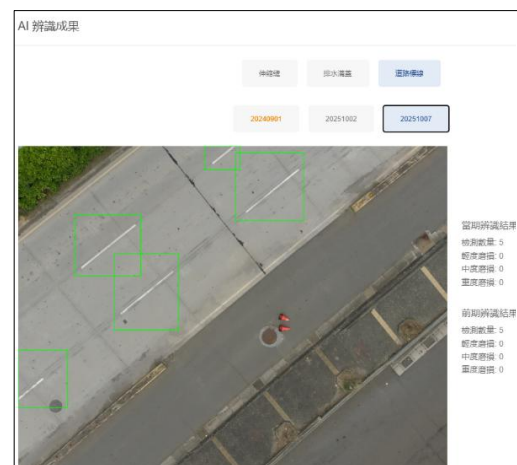 AI 辨識成果
伸縮縫 排水溝蓋 道路標線
20240901 20251002 20251007
當期辨識結果
檢測數量: 5
輕度磨損: 0
中度磨損: 0
重度磨損: 0
前期辨識結果
檢測數量: 5
輕度磨損: 0
中度磨損: 0
重度磨損: 0